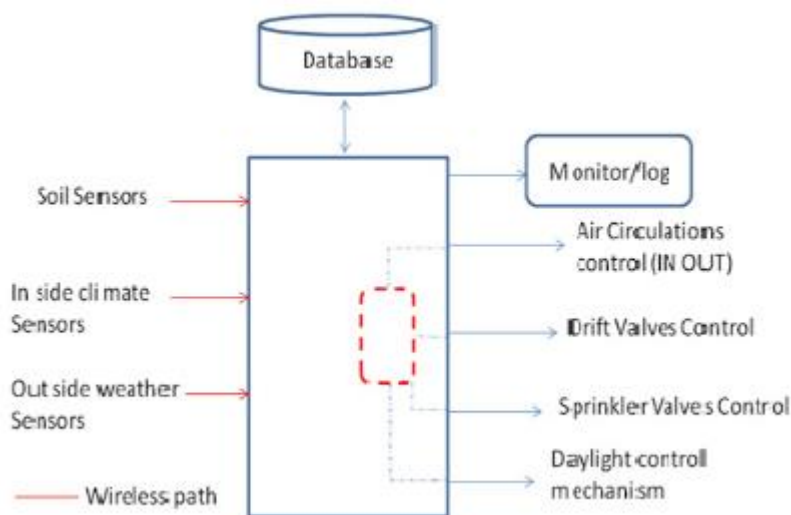 Database
Monitor/log
Soil Sensors
Air Circulations
control (IN OUT)
In side climate
Sensors
Drift Valves Control
Out side weather
Sensors
Sprinkler Valves Control
Daylight controll
mechanism
Wireless path